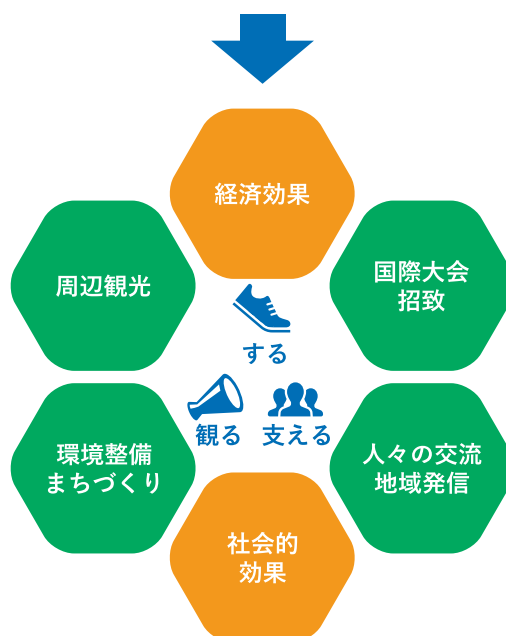 経済効果
周辺観光
国際大会
招致
する
観る
支える
環境整備
まちづくり
人々の交流
地域発信
社会的
効果